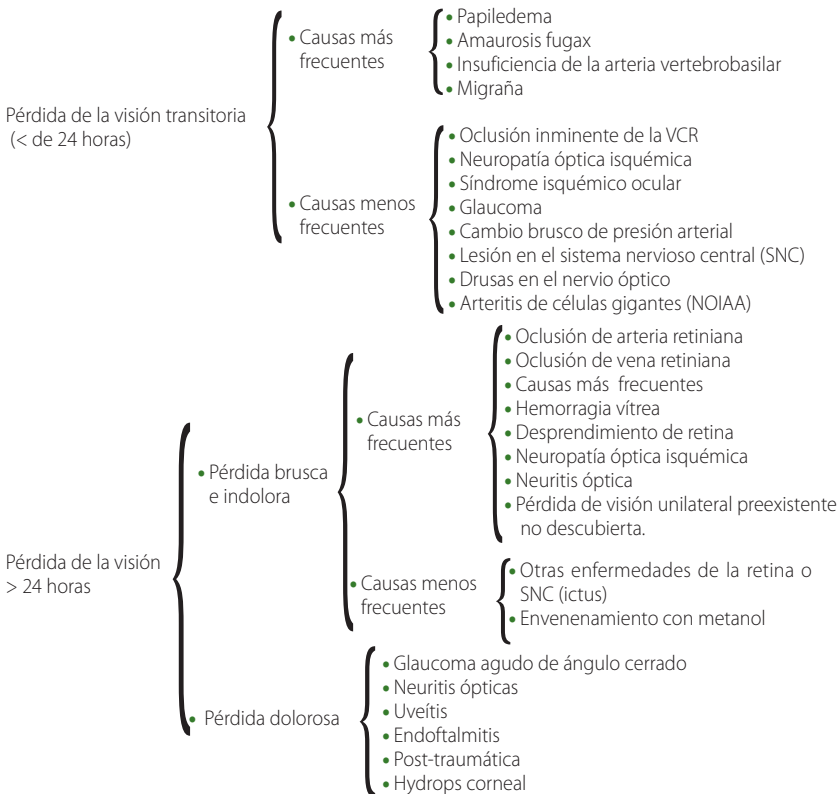 Pérdida de la visión transitoria
(< de 24 horas)
• Causas más
frecuentes
• Papiledema
• Amaurosis fugax
• Insuficiencia de la arteria vertebrobasilar
• Migraña
• Causas menos
frecuentes
• Oclusión inminente de la VCR
• Neuropatía óptica isquémica
• Síndrome isquémico ocular
• Glaucoma
• Cambio brusco de presión arterial
• Lesión en el sistema nervioso central (SNC)
• Drusas en el nervio óptico
• Arteritis de células gigantes (NOIAA)
Pérdida de la visión
> 24 horas
• Pérdida brusca
e indolora
• Causas más
frecuentes
• Oclusión de arteria retiniana
• Oclusión de vena retiniana
• Causas más frecuentes
• Hemorragia vítrea
• Desprendimiento de retina
• Neuropatía óptica isquémica
• Neuritis óptica
• Pérdida de visión unilateral preexistente
no descubierta.
• Causas menos
frecuentes
• Otras enfermedades de la retina o
SNC (ictus)
• Envenenamiento con metanol
• Pérdida dolorosa
• Glaucoma agudo de ángulo cerrado
• Neuritis ópticas
• Uveítis
• Endoftalmitis
• Post-traumática
• Hydrops corneal